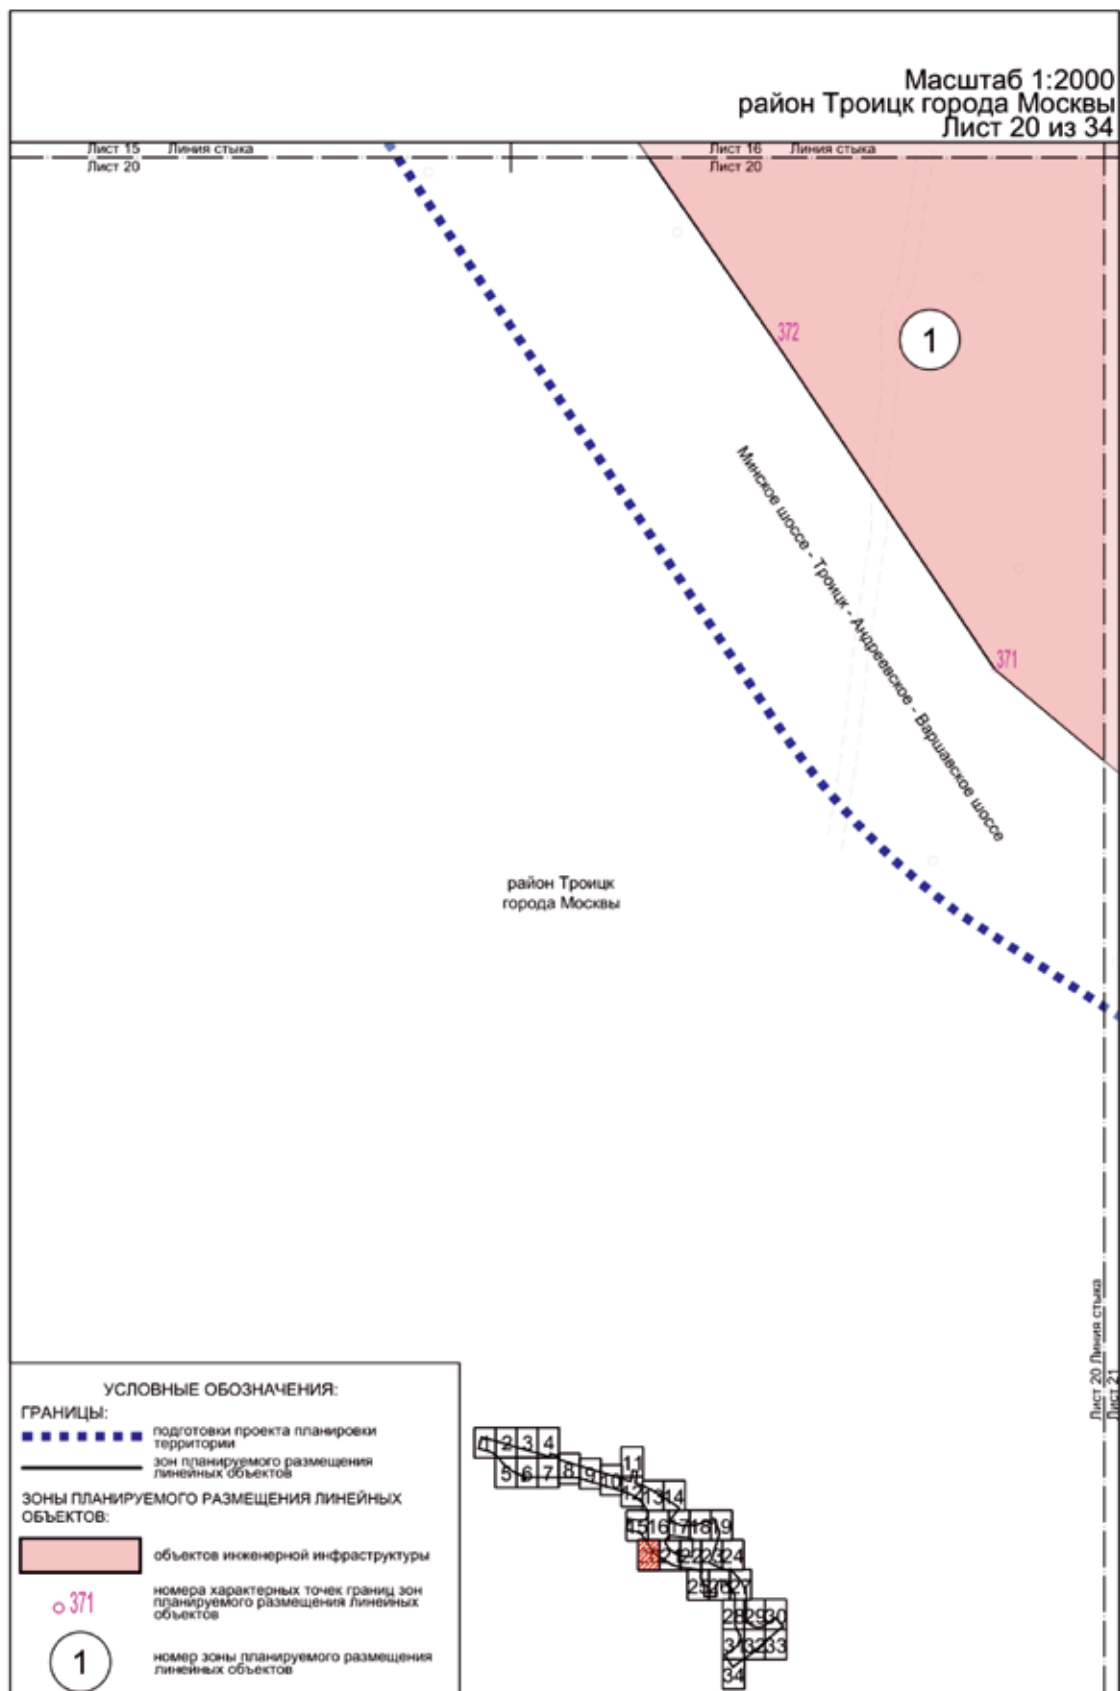 Масштаб 1:2000
район Троицк города Москвы
Лист 20 из 34
Лист 15 Линия стыка
Лист 20
Лист 16 Линия стыка
Лист 20
372
1
Минское шоссе - Троицк - Андреевское - Варшавское шоссе
371
район Троицк
города Москвы
Лист 20 Линия стыка
Лист 21
УСЛОВНЫЕ ОБОЗНАЧЕНИЯ:
ГРАНИЦЫ:
подготовки проекта планировки
территории
зон планируемого размещения
линейных объектов
ЗОНЫ ПЛАНИРУЕМОГО РАЗМЕЩЕНИЯ ЛИНЕЙНЫХ
ОБЪЕКТОВ:
объектов инженерной инфраструктуры
371
номера характерных точек границ зон
планируемого размещения линейных
объектов
1
номер зоны планируемого размещения
линейных объектов
1 2 3 4
5 6 7 8 9 10 11
12 13 14
15 16 17 18 19
21 22 23 24
25 26 27
28 29 30
31 32 33
34